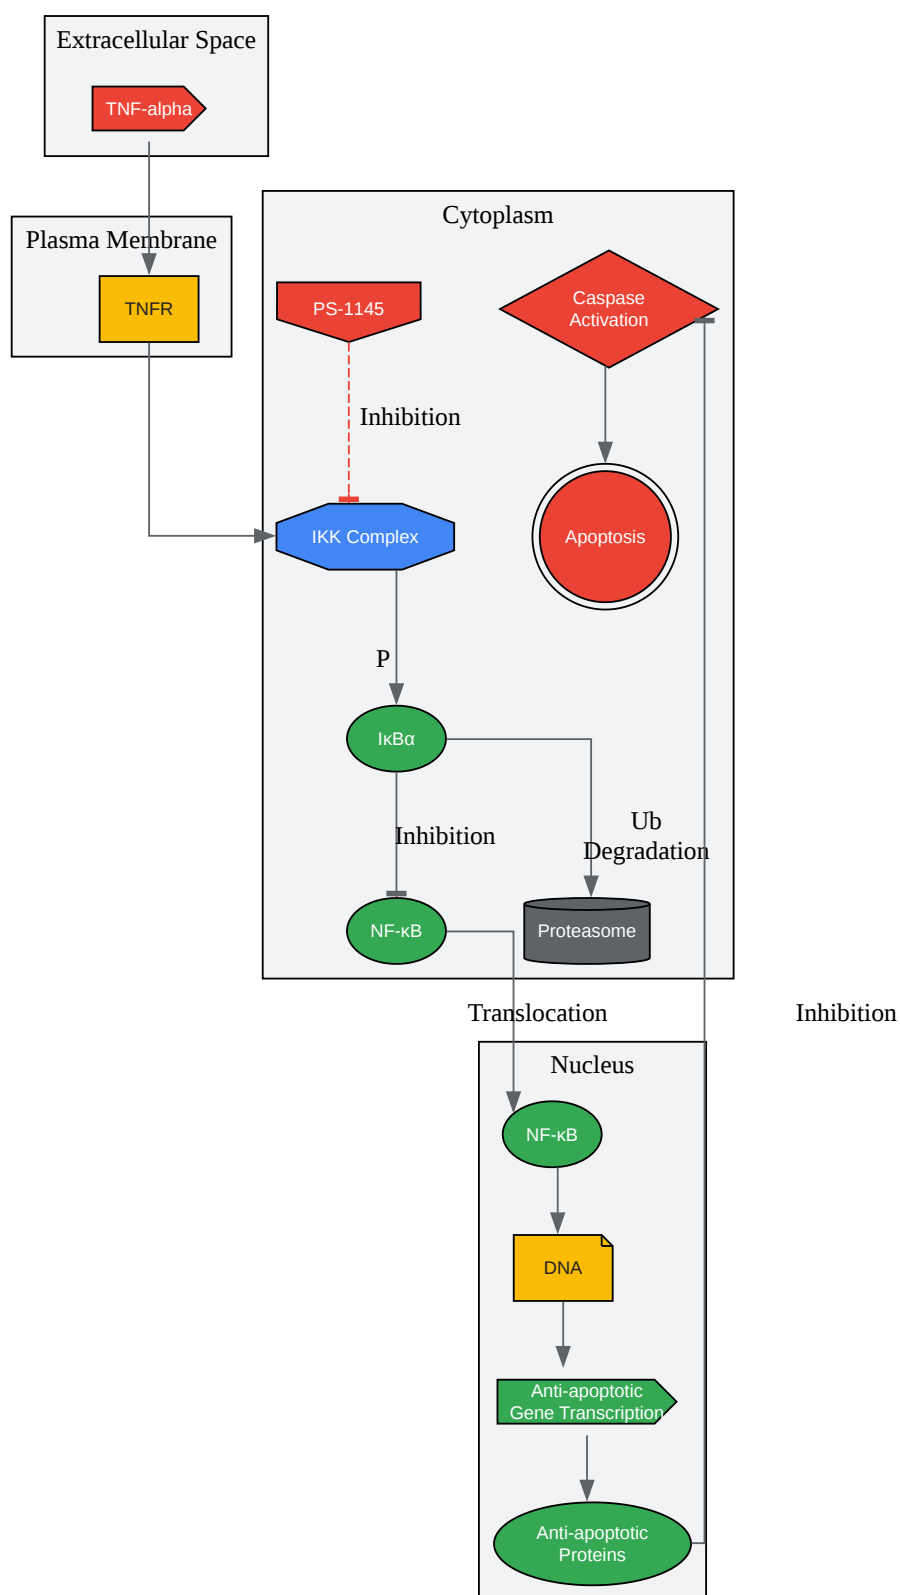 Extracellular Space
TNF-alpha
Plasma Membrane
TNFR
Cytoplasm
PS-1145
Caspase
Activation
Inhibition
IKK Complex
Apoptosis
P
IκBα
Inhibition
Ub
Degradation
NF-κB
Proteasome
Translocation
Inhibition
Nucleus
NF-κB
DNA
Anti-apoptotic
Gene Transcription
Anti-apoptotic
Proteins